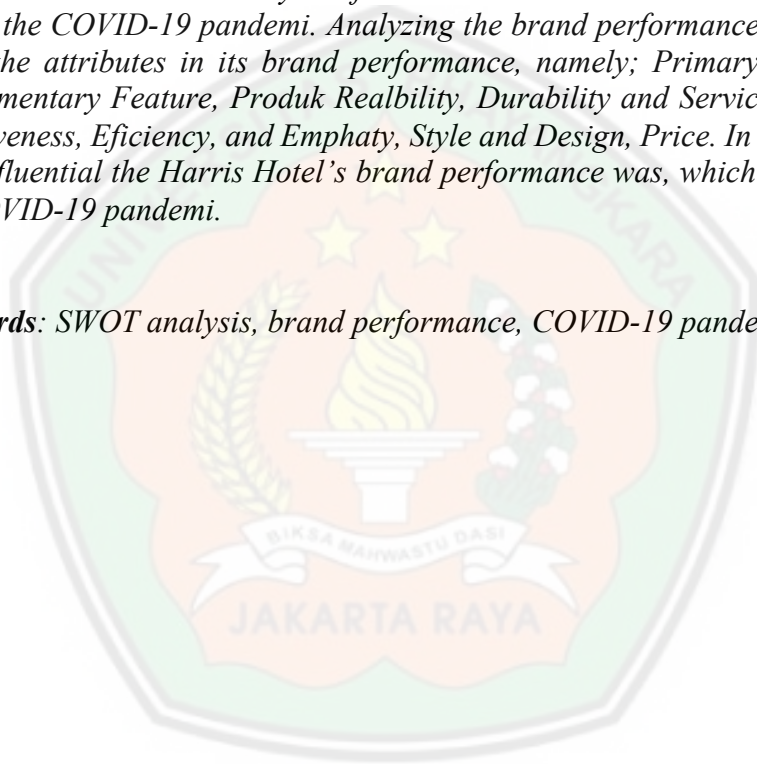 the COVID-19 pandemi. Analyzing the brand performance
the attributes in its brand performance, namely; Primary
mentary Feature, Produk Realbility, Durability and Servic
veness, Eficiency, and Emphaty, Style and Design, Price. In
fluential the Harris Hotel's brand performance was, which
VID-19 pandemi.
rds: SWOT analysis, brand performance, COVID-19 pande
BIKSA MAHWASTU DASI
JAKARTA RAYA